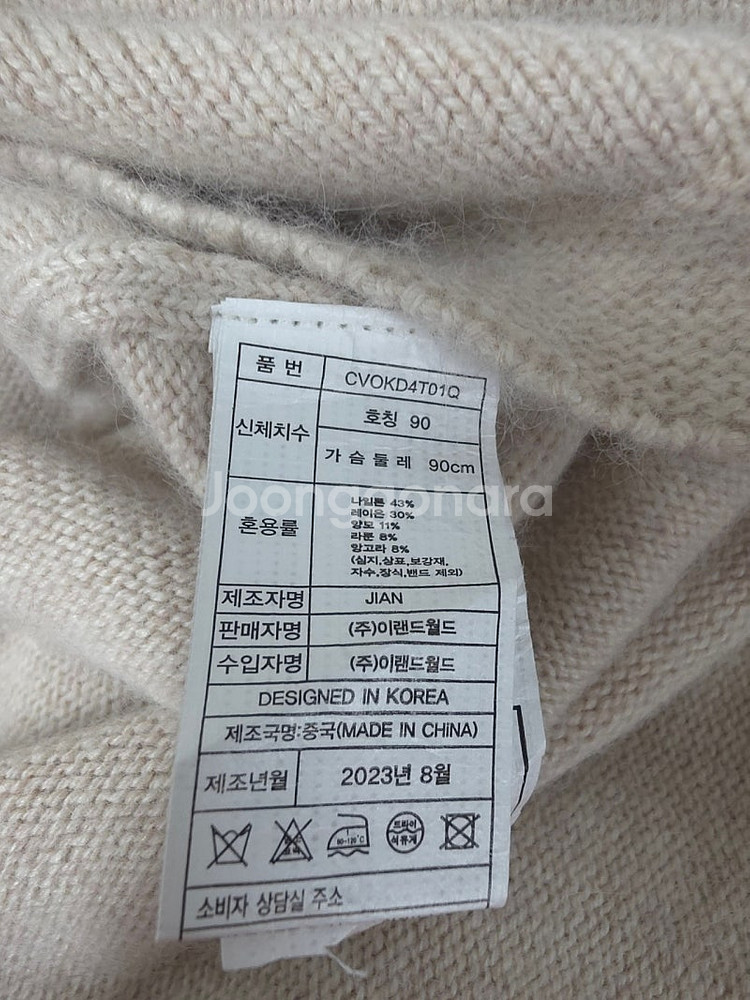 품 번 CVOKD4T01Q
신체치수
호칭 90
가 슴 둘 레 90cm
Joonggonara
혼용률
나일론 43%
레이온 30%
양모 11%
라쿤 8%
앙고라 8%
(심지,상표,보강재,
자수,장식,밴드 제외)
제조자명 JIAN
판매자명 (주)이랜드월드
수입자명 (주)이랜드월드
DESIGNED IN KOREA
제조국명:중국(MADE IN CHINA)
제조년월 2023년 8월
80~120℃
드라이
석유계
소비자 상담실 주소